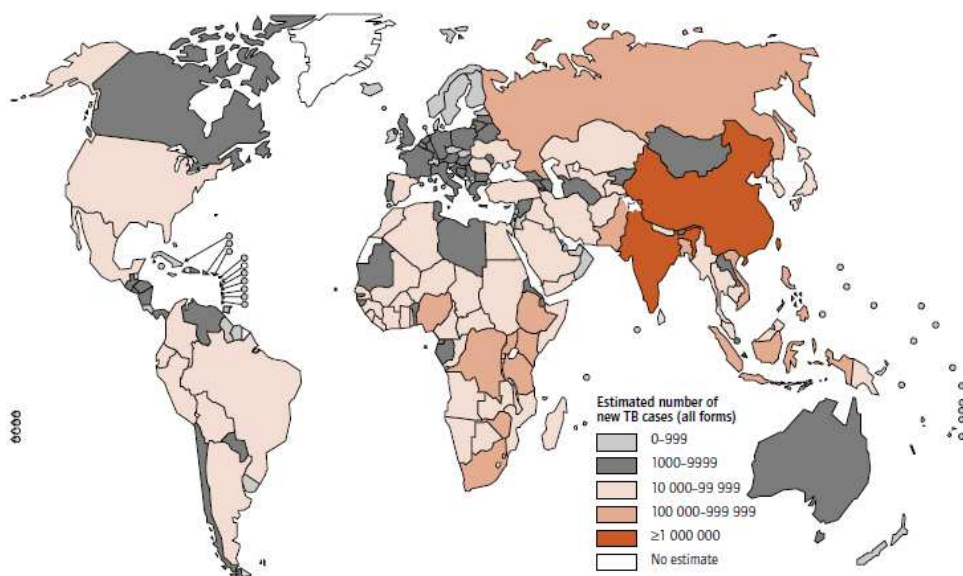 Estimated number of
new TB cases (all forms)
0–999
1000–9999
10 000–99 999
100 000–999 999
≥1 000 000
No estimate